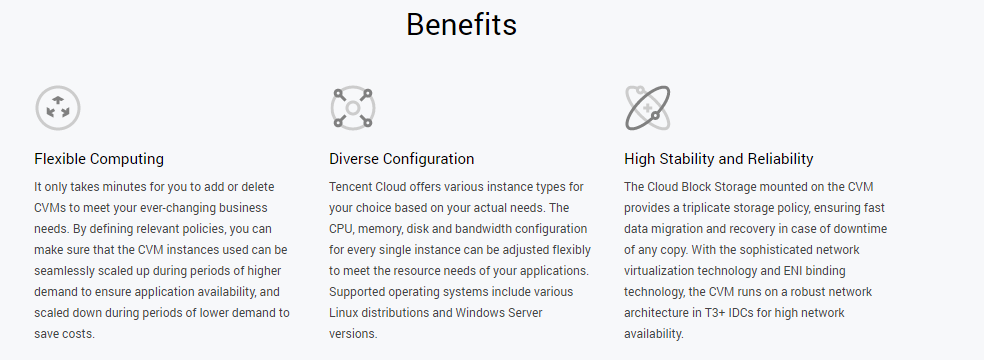 Benefits
Flexible Computing
It only takes minutes for you to add or delete
CVMs to meet your ever-changing business
needs. By defining relevant policies, you can
make sure that the CVM instances used can be
seamlessly scaled up during periods of higher
demand to ensure application availability, and
scaled down during periods of lower demand to
save costs.
Diverse Configuration
Tencent Cloud offers various instance types for
your choice based on your actual needs. The
CPU, memory, disk and bandwidth configuration
for every single instance can be adjusted flexibly
to meet the resource needs of your applications.
Supported operating systems include various
Linux distributions and Windows Server
versions.
High Stability and Reliability
The Cloud Block Storage mounted on the CVM
provides a triplicate storage policy, ensuring fast
data migration and recovery in case of downtime
of any copy. With the sophisticated network
virtualization technology and ENI binding
technology, the CVM runs on a robust network
architecture in T3+ IDCs for high network
availability.